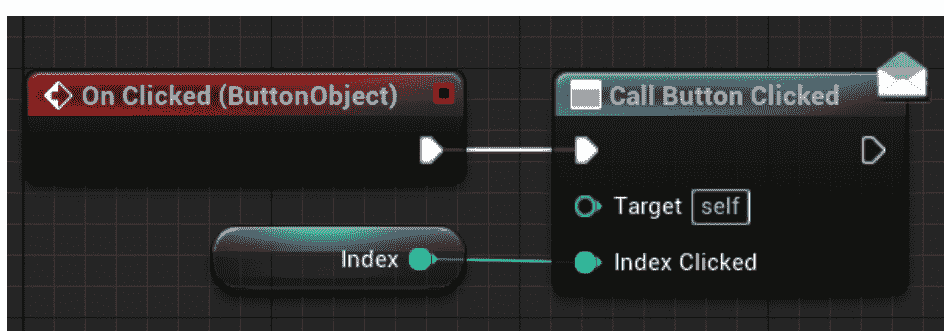 On Clicked (ButtonObject)
Call Button Clicked
Target self
Index
Index Clicked